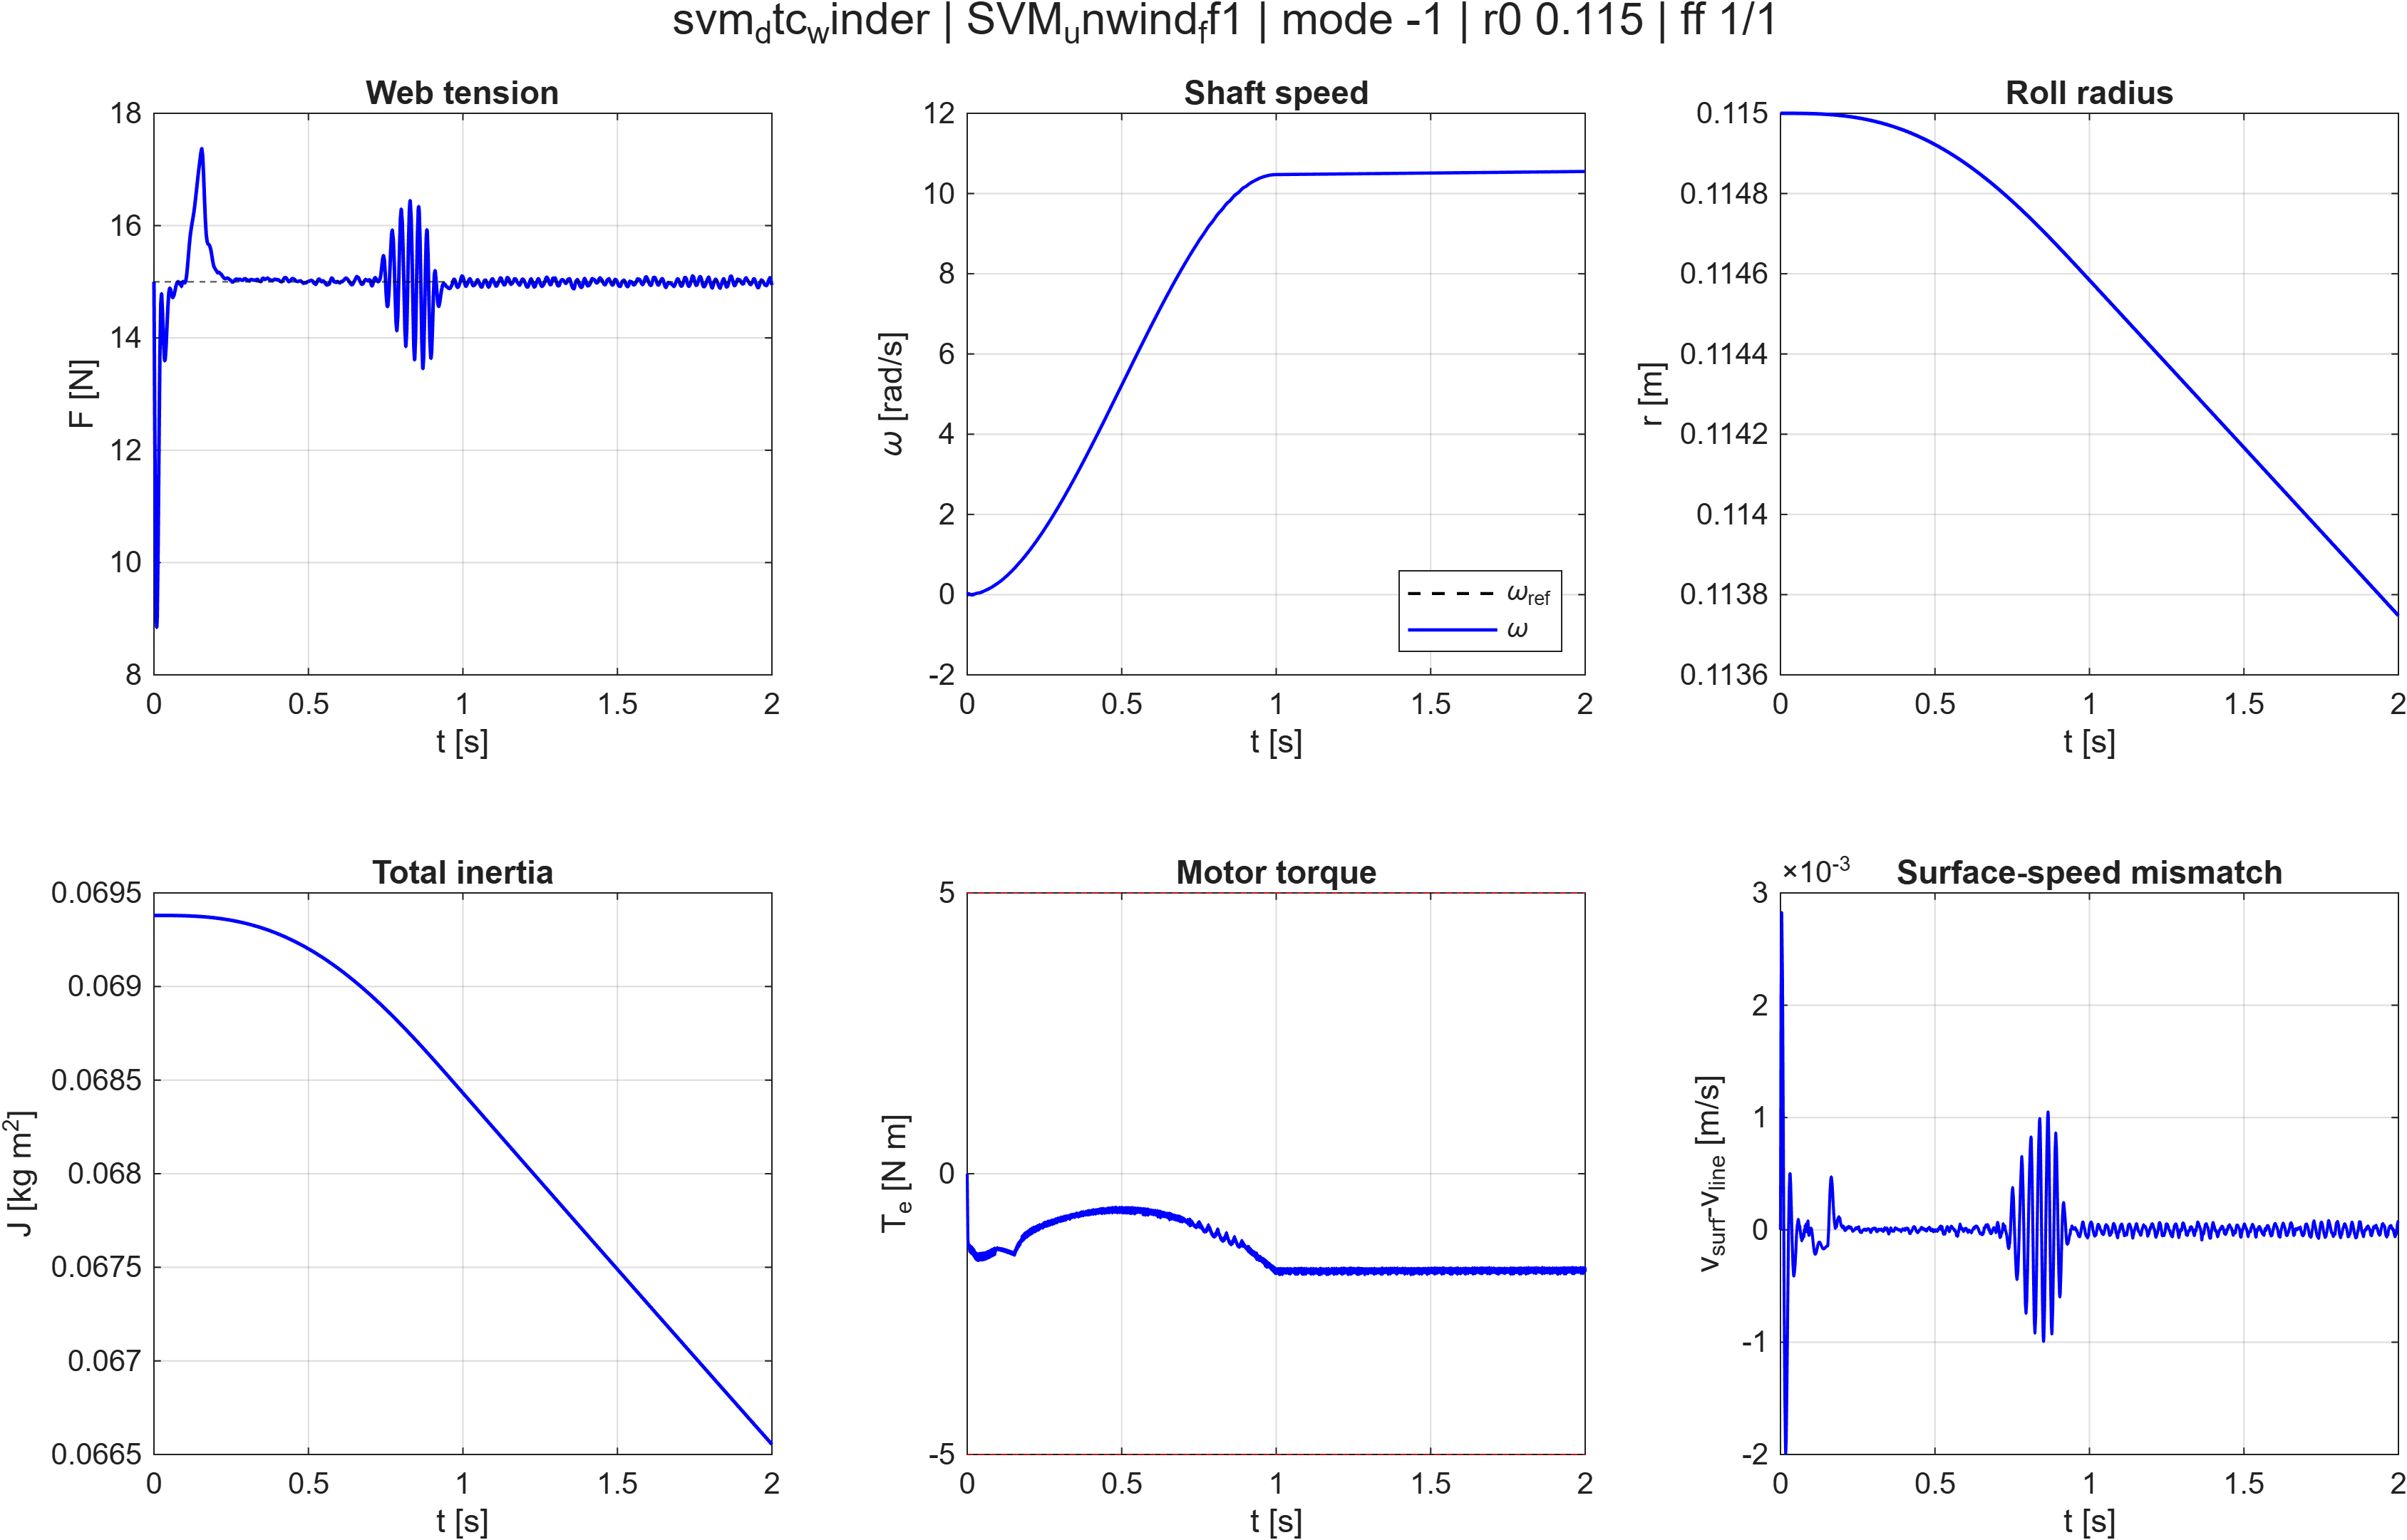 svm_dtc_winder | SVM_unwind_ff1 | mode -1 | r0 0.115 | ff 1/1
Web tension
18
16
14
12
10
8
F [N]
0 0.5 1 1.5 2
t [s]
Shaft speed
12
10
8
6
4
2
0
-2
ω [rad/s]
ω_ref
ω
0 0.5 1 1.5 2
t [s]
Roll radius
0.115
0.1148
0.1146
0.1144
0.1142
0.114
0.1138
0.1136
r [m]
0 0.5 1 1.5 2
t [s]
Total inertia
0.0695
0.069
0.0685
0.068
0.0675
0.067
0.0665
J [kg m²]
0 0.5 1 1.5 2
t [s]
Motor torque
5
0
-5
T_e [N m]
0 0.5 1 1.5 2
t [s]
×10⁻³ Surface-speed mismatch
3
2
1
0
-1
-2
v_surf-v_line [m/s]
0 0.5 1 1.5 2
t [s]